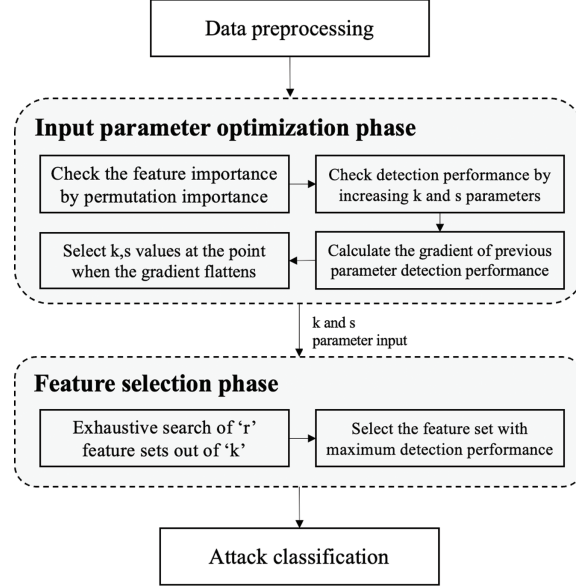 Data preprocessing
Input parameter optimization phase
Check the feature importance
by permutation importance
Check detection performance by
increasing k and s parameters
Select k,s values at the point
when the gradient flattens
Calculate the gradient of previous
parameter detection performance
k and s
parameter input
Feature selection phase
Exhaustive search of ‘r’
feature sets out of ‘k’
Select the feature set with
maximum detection performance
Attack classification